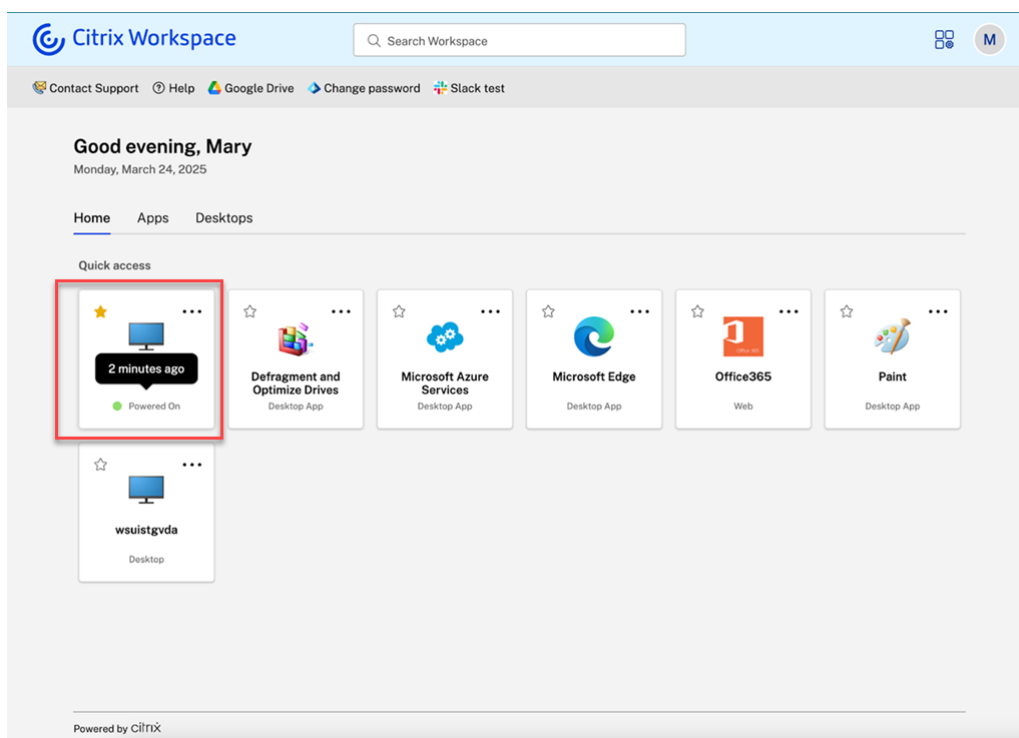 Citrix Workspace
Search Workspace
M
Contact Support
Help
Google Drive
Change password
Slack test
Good evening, Mary
Monday, March 24, 2025
Home
Apps
Desktops
Quick access
2 minutes ago
Powered On
Defragment and
Optimize Drives
Desktop App
Microsoft Azure
Services
Desktop App
Microsoft Edge
Desktop App
Office365
Web
Paint
Desktop App
wsuistgvda
Desktop
Powered by citrix